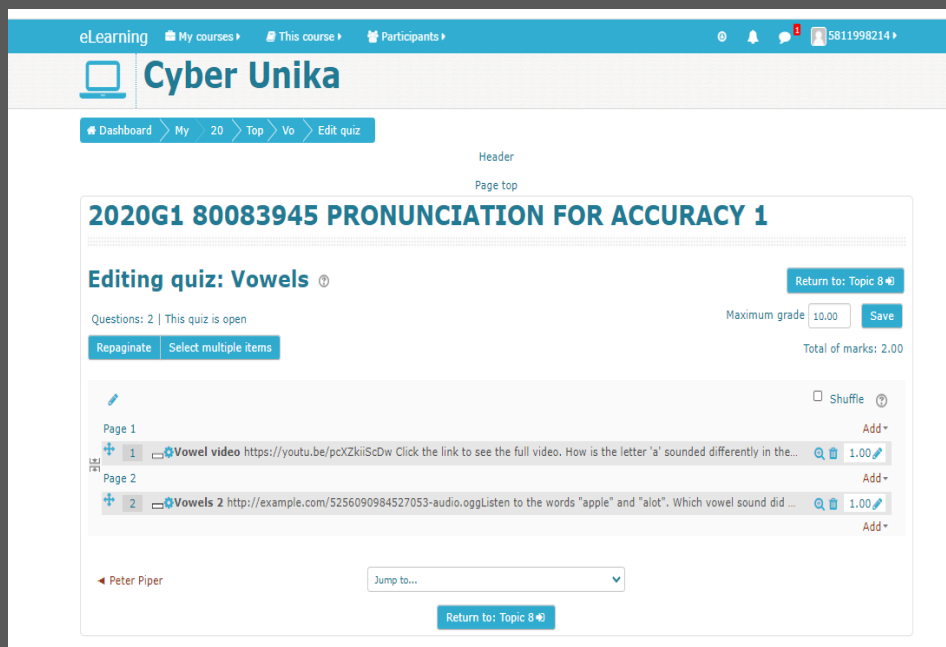 eLearning My courses This course Participants 1 5811998214
Cyber Unika
Dashboard My 20 Top Vo Edit quiz
Header
Page top
2020G1 80083945 PRONUNCIATION FOR ACCURACY 1
Editing quiz: Vowels
Return to: Topic 8
Questions: 2 | This quiz is open
Maximum grade 10.00 Save
Repaginate Select multiple items
Total of marks: 2.00
Shuffle
Page 1 Add
1 Vowel video https://youtu.be/pcXZkiiScDw Click the link to see the full video. How is the letter 'a' sounded differently in the... 1.00
Page 2 Add
2 Vowels 2 http://example.com/5256090984527053-audio.oggListen to the words "apple" and "alot". Which vowel sound did ... 1.00
Add
◄ Peter Piper Jump to...
Return to: Topic 8